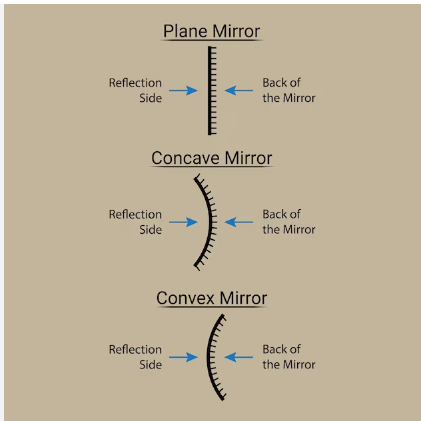 Plane Mirror
Reflection
Side
Back of
the Mirror
Concave Mirror
Reflection
Side
Back of
the Mirror
Convex Mirror
Reflection
Side
Back of
the Mirror